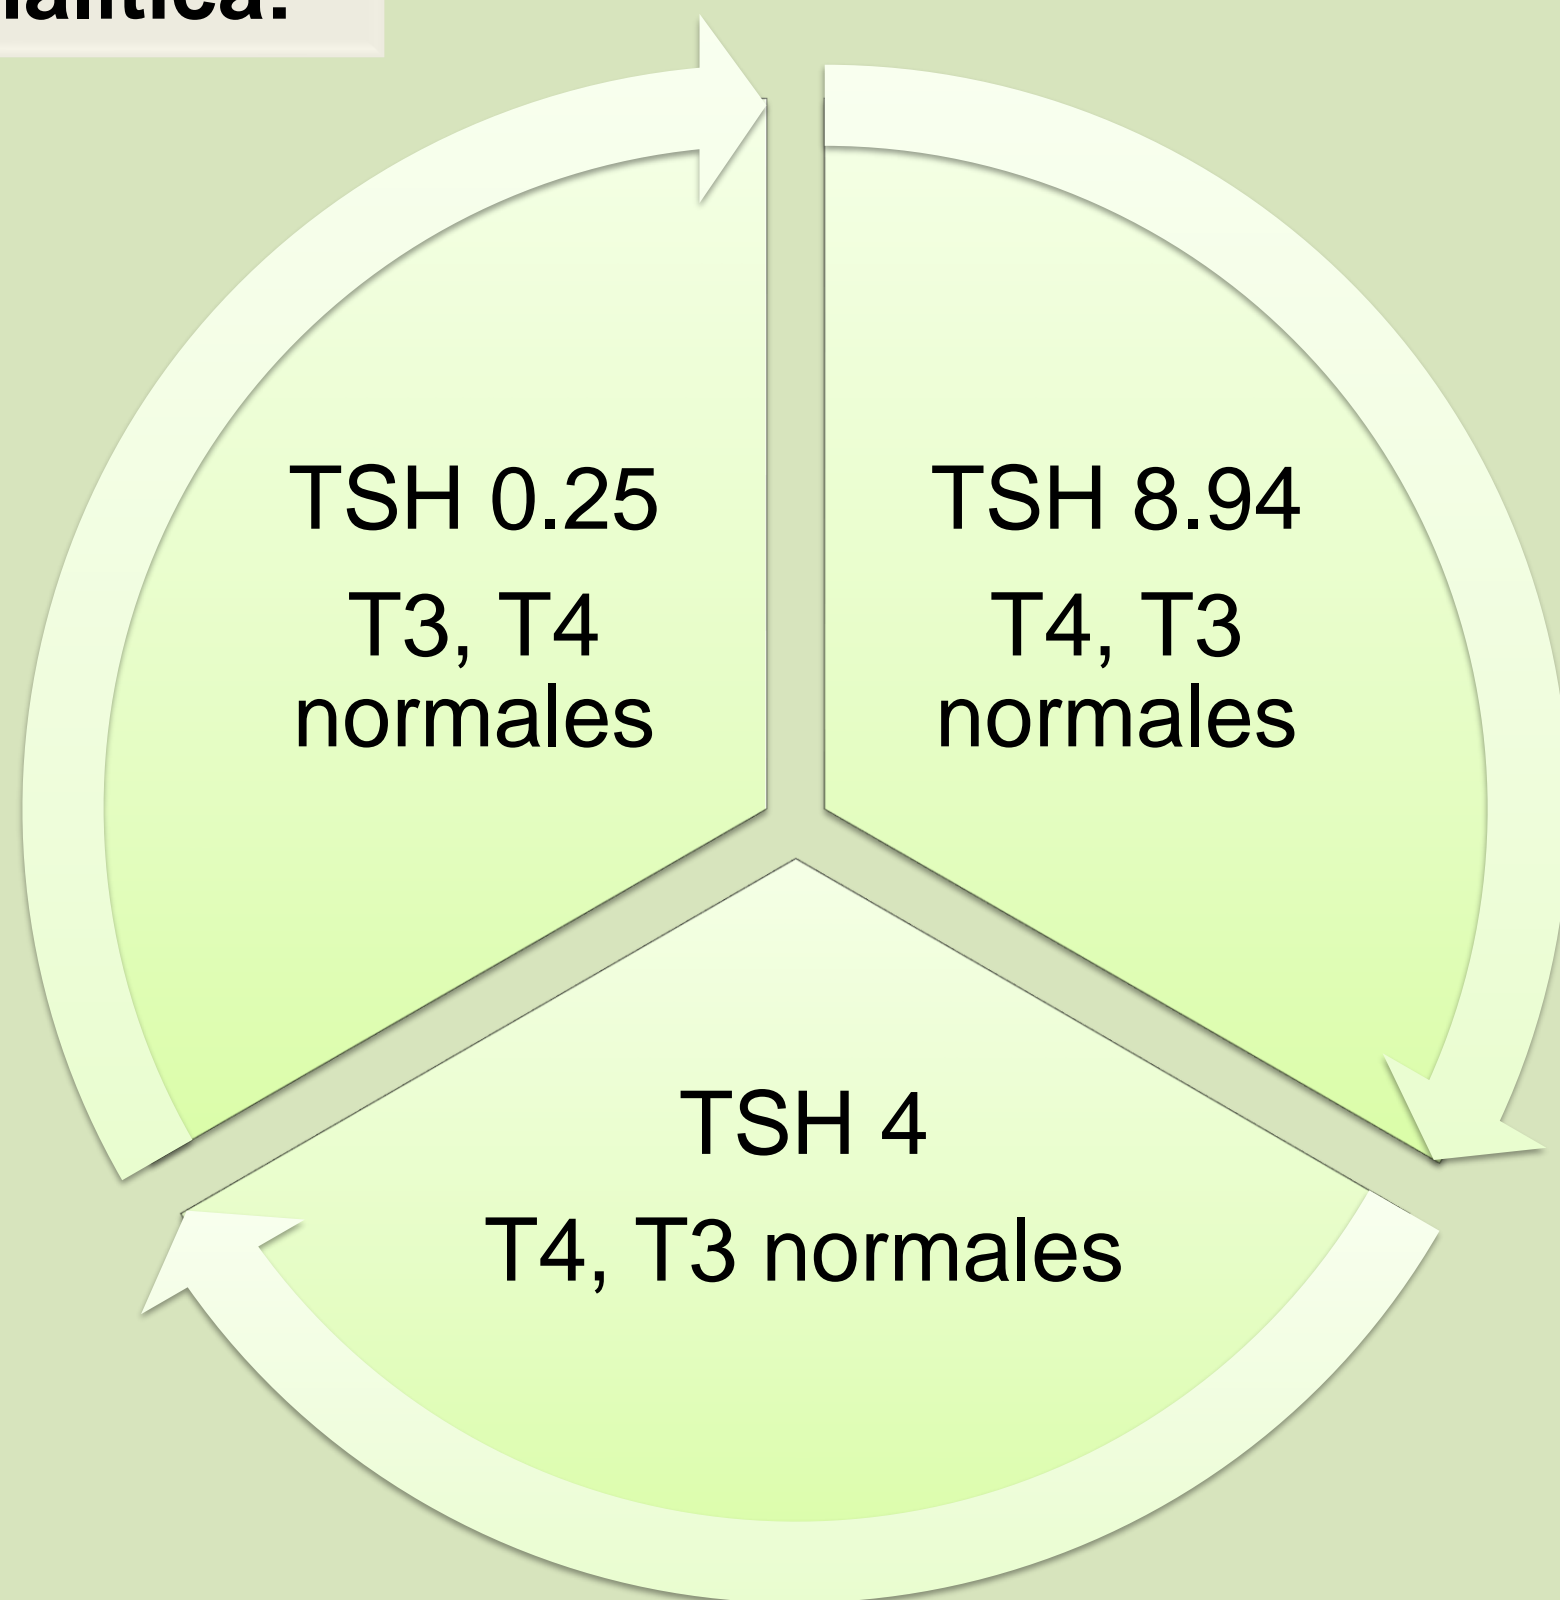 TSH 0.25
T3, T4
normales
TSH 8.94
T4, T3
normales
TSH 4
T4, T3 normales